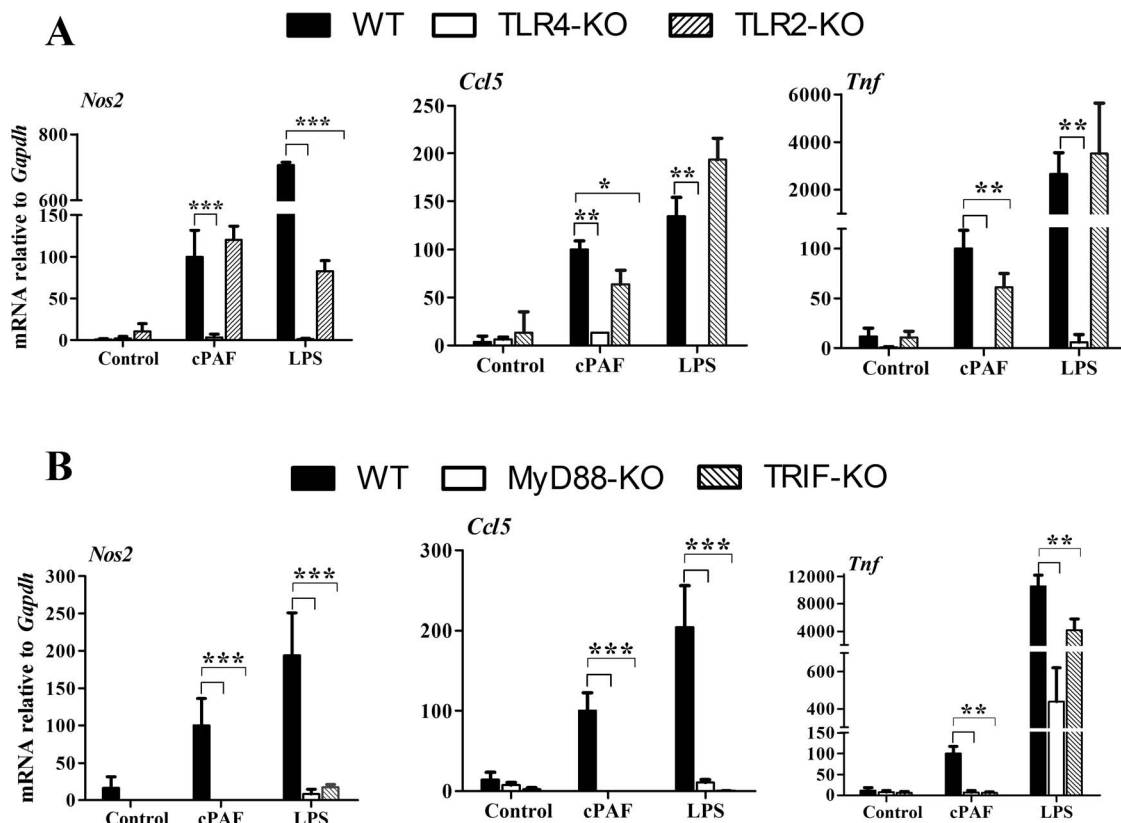 A
WT TLR4-KO TLR2-KO
Nos2
mRNA relative to Gapdh
800
600
150
100
50
0
***
***
Control cPAF LPS
Ccl5
250
200
150
100
50
0
**
*
**
Control cPAF LPS
Tnf
6000
4000
2000
100
50
0
**
**
Control cPAF LPS
B
WT MyD88-KO TRIF-KO
Nos2
mRNA relative to Gapdh
300
250
200
150
100
50
0
***
***
Control cPAF LPS
Ccl5
300
200
100
0
***
***
Control cPAF LPS
Tnf
12000
8000
4000
600
400
150
100
50
0
**
**
Control cPAF LPS